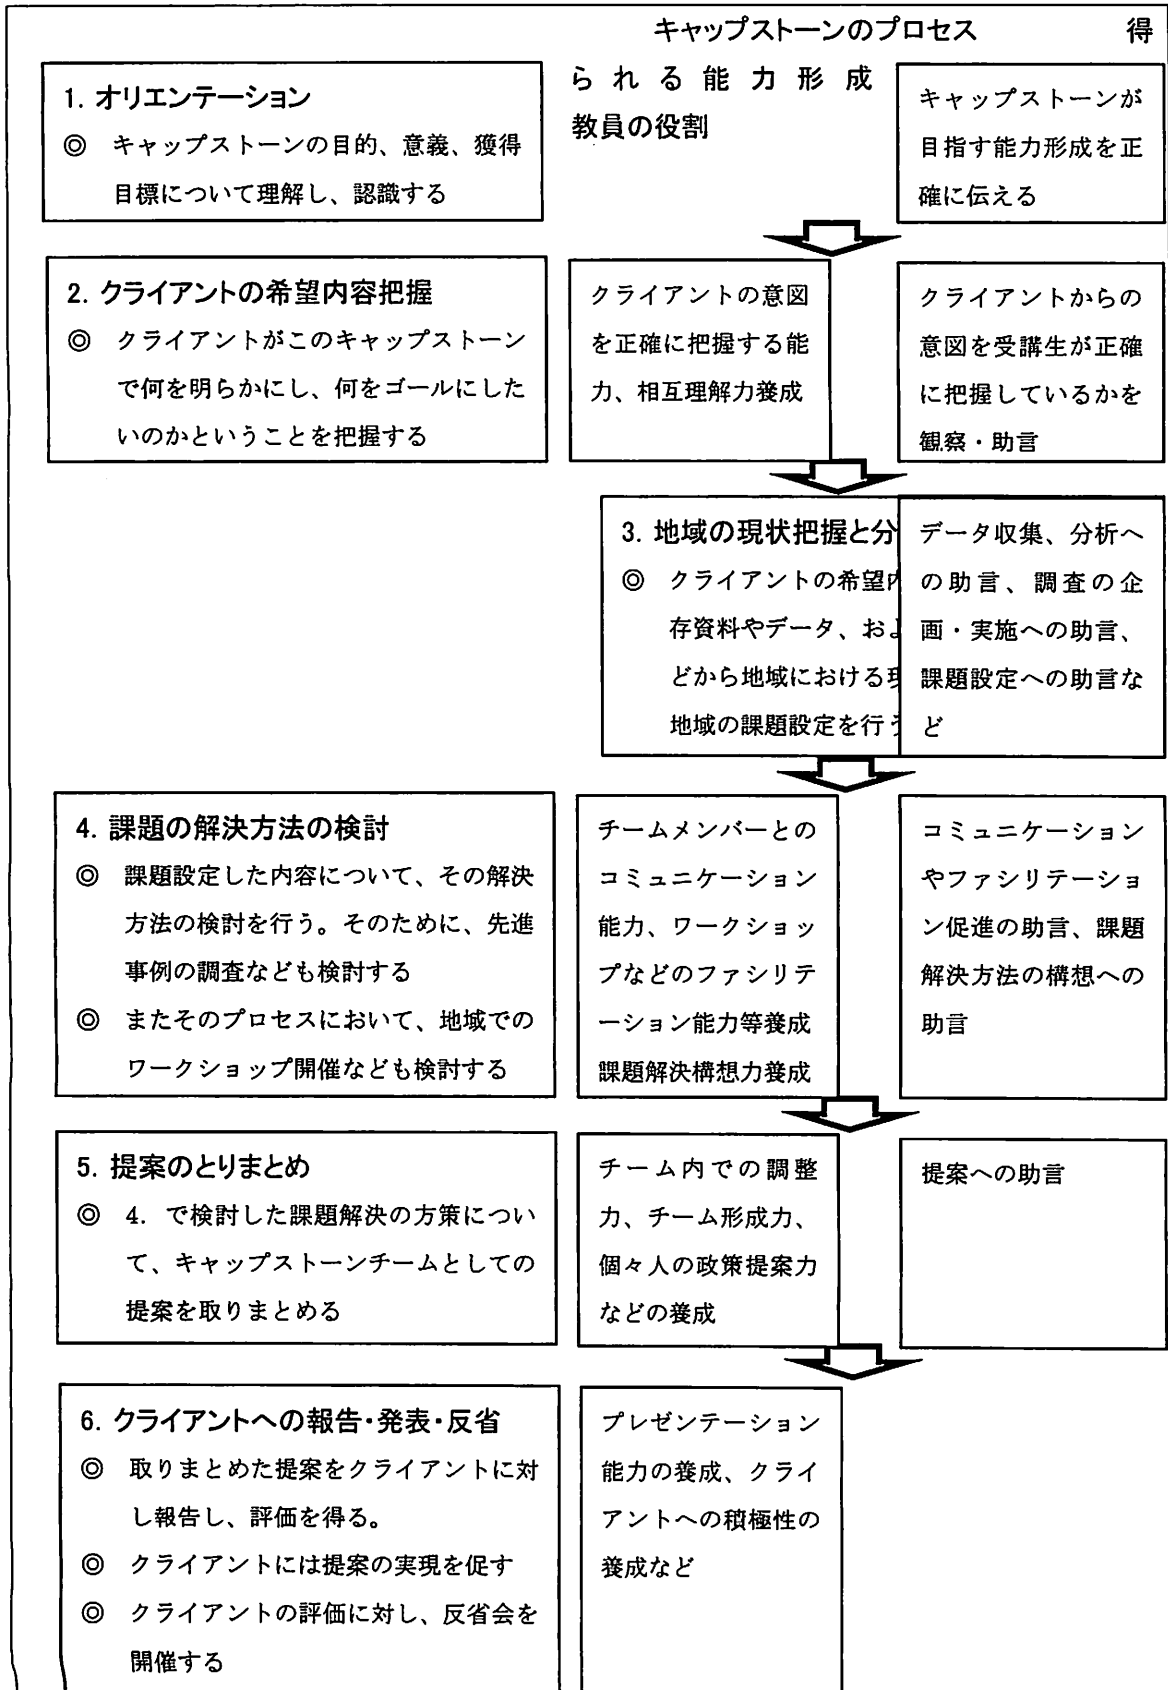 キャップストーンのプロセス 得
られる能力形成
教員の役割
1. オリエンテーション
◎ キャップストーンの目的、意義、獲得
目標について理解し、認識する
キャップストーンが
目指す能力形成を正
確に伝える
2. クライアントの希望内容把握
◎ クライアントがこのキャップストーン
で何を明らかにし、何をゴールにした
いのかということを把握する
クライアントの意図
を正確に把握する能
力、相互理解力養成
クライアントからの
意図を受講生が正確
に把握しているかを
観察・助言
3. 地域の現状把握と分
◎ クライアントの希望内
存資料やデータ、およ
どから地域における現
地域の課題設定を行う
データ収集、分析へ
の助言、調査の企
画・実施への助言、
課題設定への助言な
ど
4. 課題の解決方法の検討
◎ 課題設定した内容について、その解決
方法の検討を行う。そのために、先進
事例の調査なども検討する
◎ またそのプロセスにおいて、地域での
ワークショップ開催なども検討する
チームメンバーとの
コミュニケーション
能力、ワークショッ
プなどのファシリテ
ーション能力等養成
課題解決構想力養成
コミュニケーション
やファシリテーショ
ン促進の助言、課題
解決方法の構想への
助言
5. 提案のとりまとめ
◎ 4. で検討した課題解決の方策につい
て、キャップストーンチームとしての
提案を取りまとめる
チーム内での調整
力、チーム形成力、
個々人の政策提案力
などの養成
提案への助言
6. クライアントへの報告・発表・反省
◎ 取りまとめた提案をクライアントに対
し報告し、評価を得る。
◎ クライアントには提案の実現を促す
◎ クライアントの評価に対し、反省会を
開催する
プレゼンテーション
能力の養成、クライ
アントへの積極性の
養成など